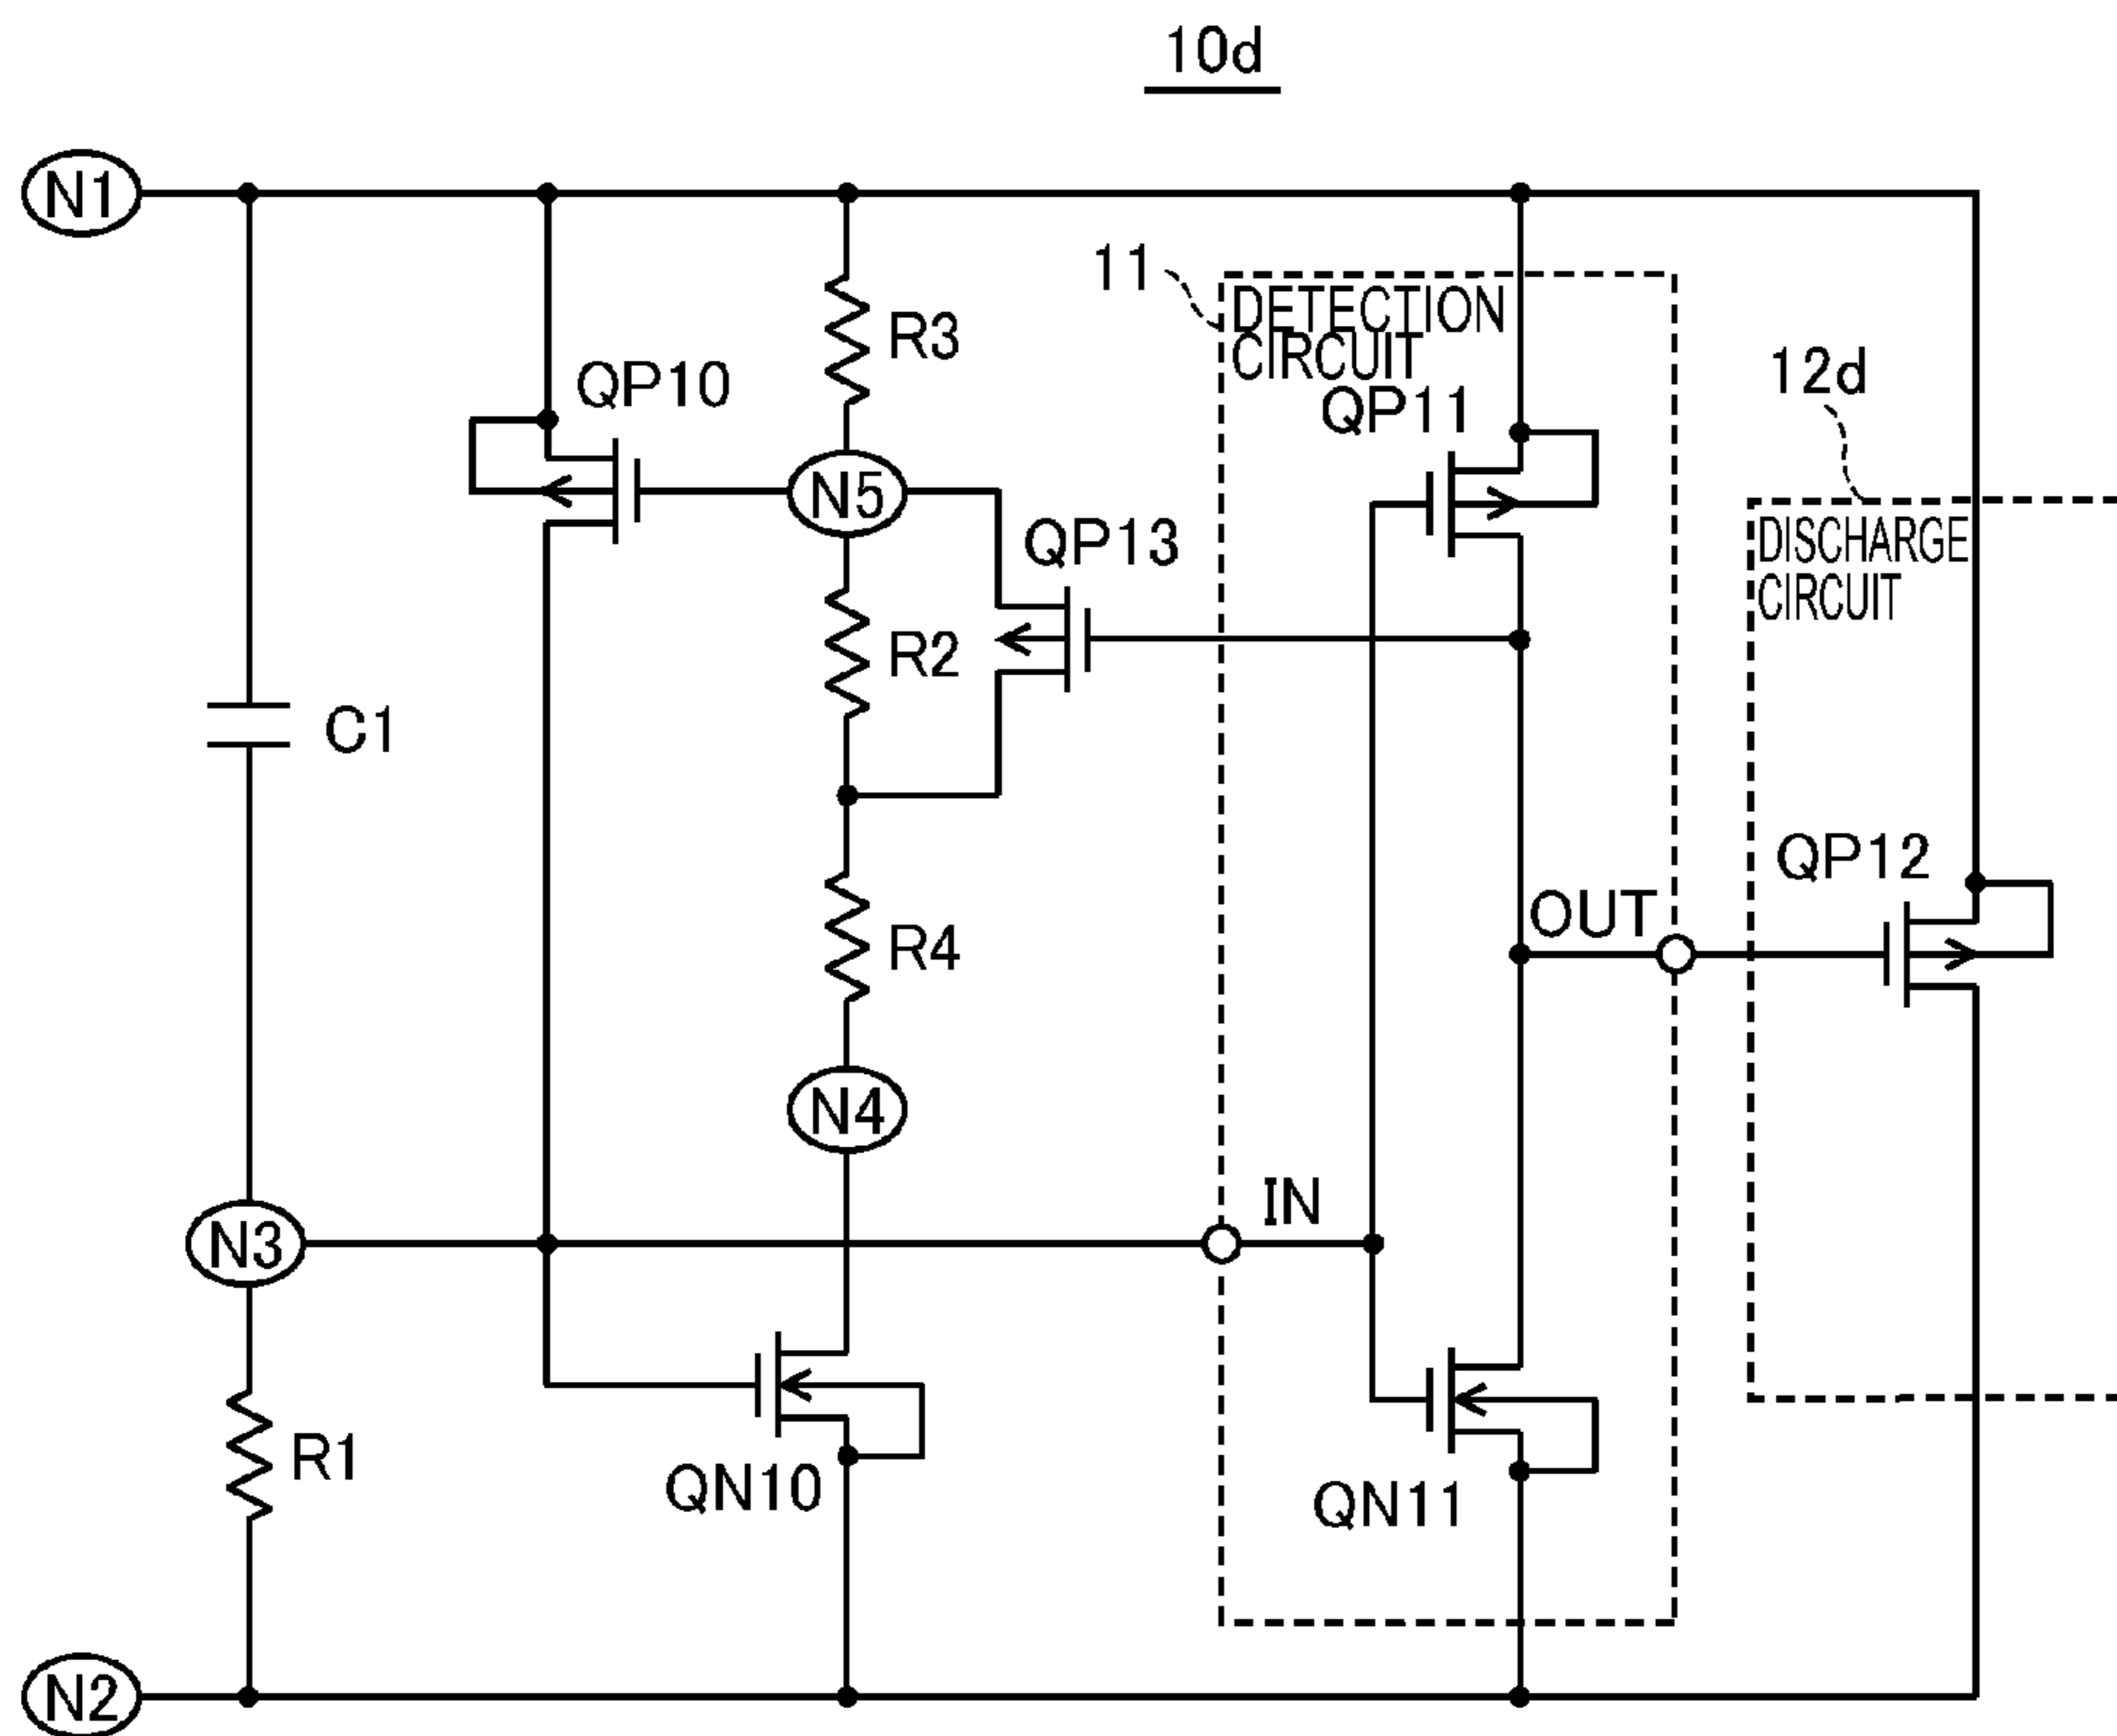 10d
N1
11
DETECTION
CIRCUIT
R3
QP10
QP11
12d
N5
QP13
DISCHARGE
CIRCUIT
R2
C1
QP12
OUT
R4
N4
IN
N3
R1
QN10
QN11
N2